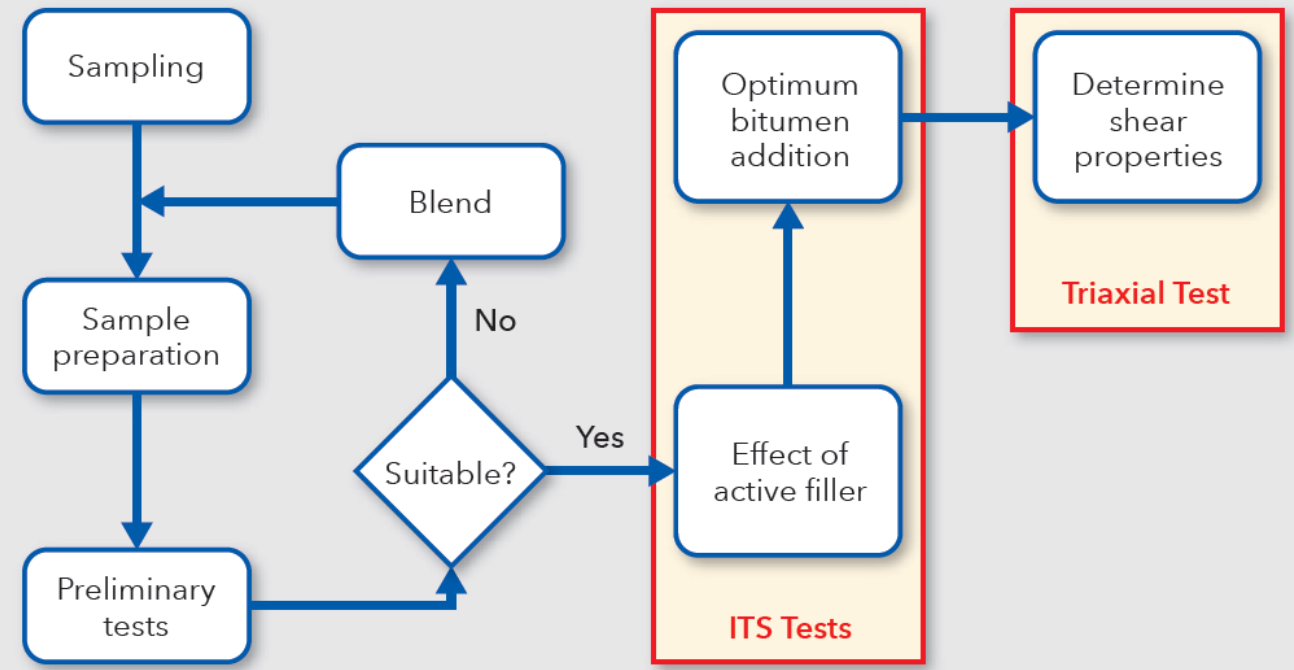 Sampling
Blend
No
Sample
preparation
Suitable?
Yes
Preliminary
tests
Optimum
bitumen
addition
Effect of
active filler
ITS Tests
Determine
shear
properties
Triaxial Test